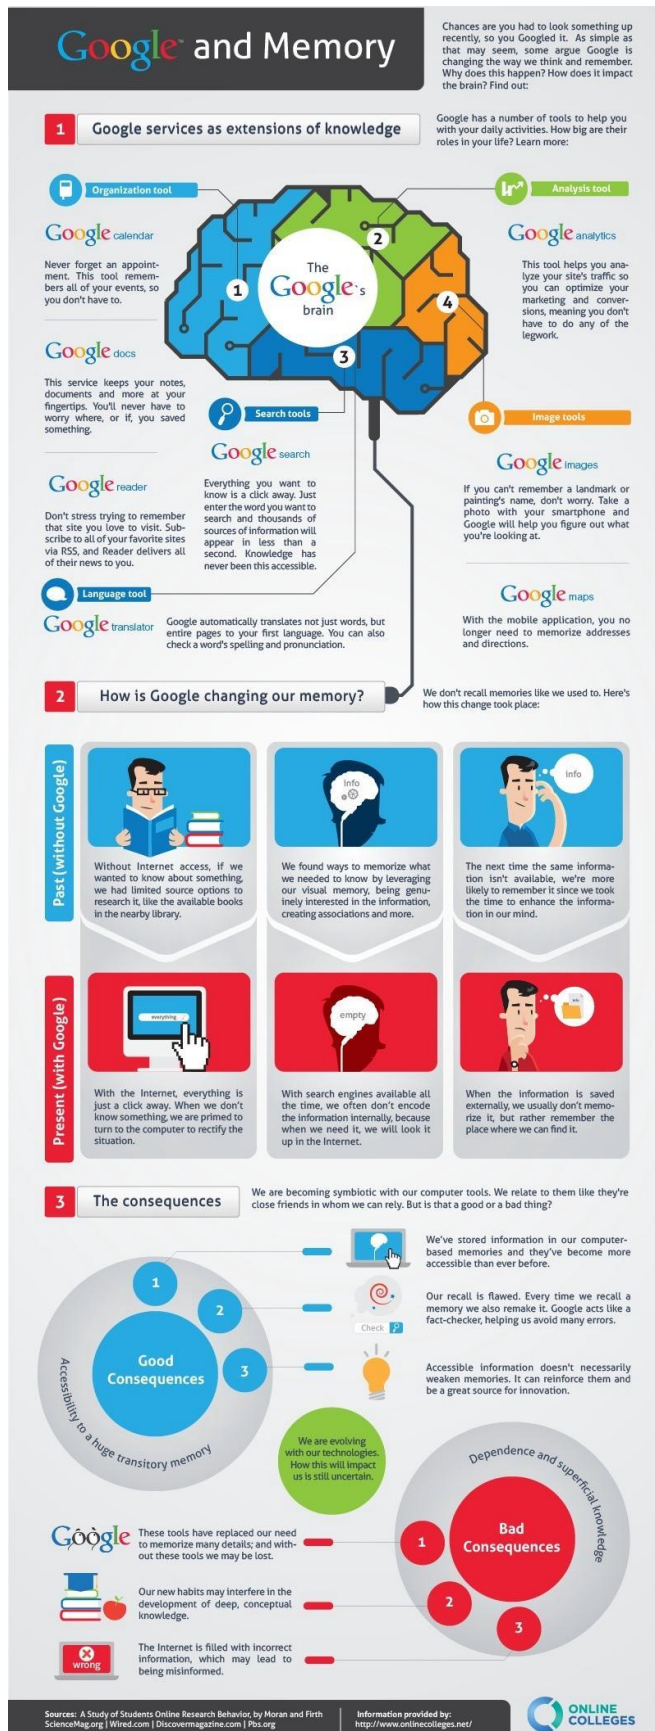 Google™ and Memory
Chances are you had to look something up
recently, so you Googled it. As simple as
that may seem, some argue Google is
changing the way we think and remember.
Why does this happen? How does it impact
the brain? Find out:
1
Google services as extensions of knowledge
Google has a number of tools to help you
with your daily activities. How big are their
roles in your life? Learn more:
Organization tool
Google calendar
Never forget an appoint-
ment. This tool remem-
bers all of your events, so
you don't have to.
Google docs
This service keeps your notes,
documents and more at your
fingertips. You'll never have to
worry where, or if, you saved
something.
Google reader
Don't stress trying to remember
that site you love to visit. Sub-
scribe to all of your favorite sites
via RSS, and Reader delivers all
of their news to you.
The
Google's
brain
1
2
3
4
Analysis tool
Google analytics
This tool helps you ana-
lyze your site's traffic so
you can optimize your
marketing and conver-
sions, meaning you don't
have to do any of the
legwork.
Search tools
Google search
Everything you want to
know is a click away. Just
enter the word you want to
search and thousands of
sources of information will
appear in less than a
second. Knowledge has
never been this accessible.
Image tools
Google images
If you can't remember a landmark or
painting's name, don't worry. Take a
photo with your smartphone and
Google will help you figure out what
you're looking at.
Google maps
With the mobile application, you no
longer need to memorize addresses
and directions.
Language tool
Google translator
Google automatically translates not just words, but
entire pages to your first language. You can also
check a word's spelling and pronunciation.
2
How is Google changing our memory?
We don't recall memories like we used to. Here's
how this change took place:
Past (without Google)
info
info
Without Internet access, if we
wanted to know about something,
we had limited source options to
research it, like the available books
in the nearby library.
We found ways to memorize what
we needed to know by leveraging
our visual memory, being genu-
inely interested in the information,
creating associations and more.
The next time the same informa-
tion isn't available, we're more
likely to remember it since we took
the time to enhance the informa-
tion in our mind.
Present (with Google)
everything
empty
With the Internet, everything is
just a click away. When we don't
know something, we are primed to
turn to the computer to rectify the
situation.
With search engines available all
the time, we often don't encode
the information internally, because
when we need it, we will look it
up in the Internet.
When the information is saved
externally, we usually don't memo-
rize it, but rather remember the
place where we can find it.
3
The consequences
We are becoming symbiotic with our computer tools. We relate to them like they're
close friends in whom we can rely. But is that a good or a bad thing?
1
2
3
Good
Consequences
Accessibility to a huge transitory memory
We've stored information in our computer-
based memories and they've become more
accessible than ever before.
Check
Our recall is flawed. Every time we recall a
memory we also remake it. Google acts like a
fact-checker, helping us avoid many errors.
Accessible information doesn't necessarily
weaken memories. It can reinforce them and
be a great source for innovation.
We are evolving
with our technologies.
How this will impact
us is still uncertain.
Dependence and superficial knowledge
Bad
Consequences
1
2
3
Google
These tools have replaced our need
to memorize many details; and with-
out these tools we may be lost.
Our new habits may interfere in the
development of deep, conceptual
knowledge.
wrong
The Internet is filled with incorrect
information, which may lead to
being misinformed.
Sources: A Study of Students Online Research Behavior, by Moran and Firth
ScienceMag.org | Wired.com | Discovermagazine.com | Pbs.org
Information provided by:
http://www.onlinecolleges.net/
ONLINE
COLLEGES